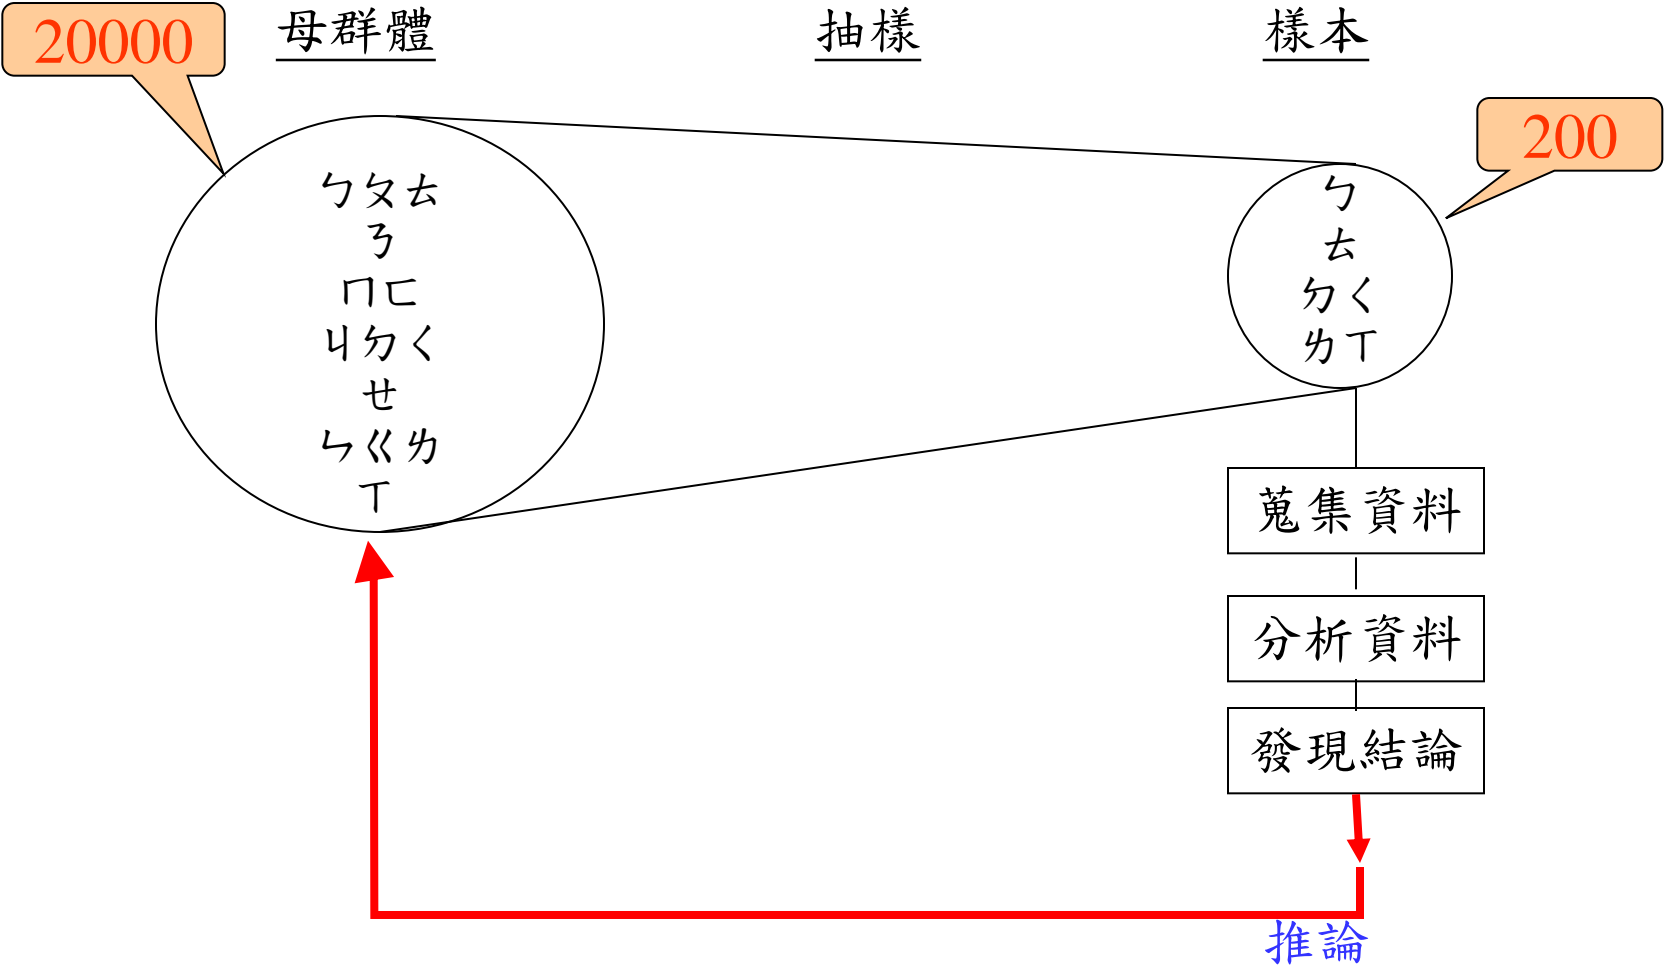 20000
母群體
抽樣
樣本
200
ㄅㄆㄊ
ㄋ
ㄇㄈ
ㄐㄉㄑ
ㄝ
ㄣㄍㄌ
ㄒ
ㄅ
ㄊ
ㄉㄑ
ㄌㄒ
蒐集資料
分析資料
發現結論
推論